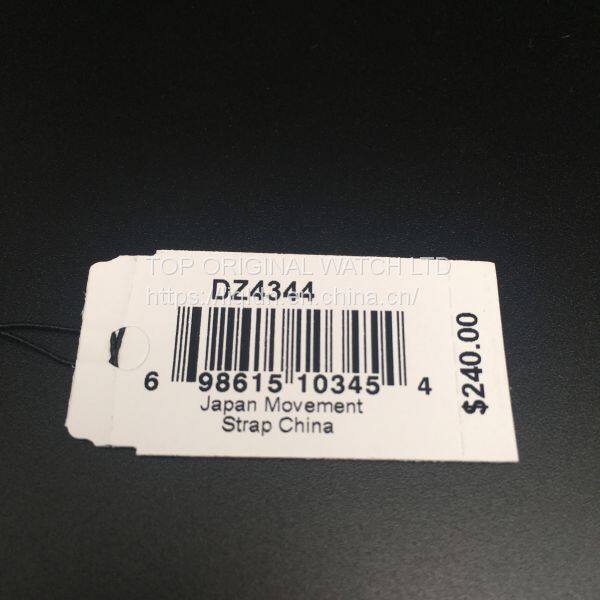 TOP ORIGINAL WATCH LTD
DZ4344
6 98615 10345 4
Japan Movement
Strap China
$240.00